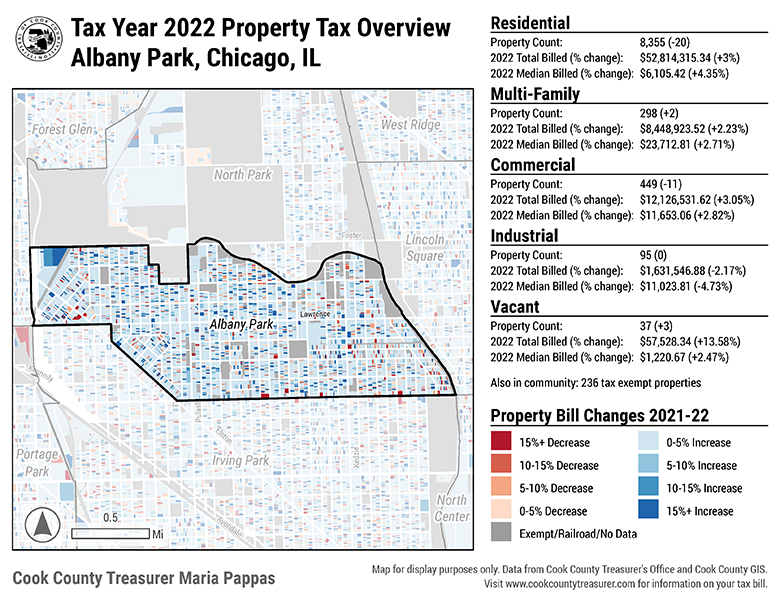 Tax Year 2022 Property Tax Overview
Albany Park, Chicago, IL
Forest Glen
West Ridge
North Park
Foster
Lincoln
Square
Lawrence
Albany Park
Kennedy
Pulaski
Elston
Kedzie
Portage
Park
Irving Park
North
Center
Avondale
0.5
Mi
Residential
Property Count: 8,355 (-20)
2022 Total Billed (% change): $52,814,315.34 (+3%)
2022 Median Billed (% change): $6,105.42 (+4.35%)
Multi-Family
Property Count: 298 (+2)
2022 Total Billed (% change): $8,448,923.52 (+2.23%)
2022 Median Billed (% change): $23,712.81 (+2.71%)
Commercial
Property Count: 449 (-11)
2022 Total Billed (% change): $12,126,531.62 (+3.05%)
2022 Median Billed (% change): $11,653.06 (+2.82%)
Industrial
Property Count: 95 (0)
2022 Total Billed (% change): $1,631,546.88 (-2.17%)
2022 Median Billed (% change): $11,023.81 (-4.73%)
Vacant
Property Count: 37 (+3)
2022 Total Billed (% change): $57,528.34 (+13.58%)
2022 Median Billed (% change): $1,220.67 (+2.47%)
Also in community: 236 tax exempt properties
Property Bill Changes 2021-22
15%+ Decrease
10-15% Decrease
5-10% Decrease
0-5% Decrease
0-5% Increase
5-10% Increase
10-15% Increase
15%+ Increase
Exempt/Railroad/No Data
Cook County Treasurer Maria Pappas
Map for display purposes only. Data from Cook County Treasurer's Office and Cook County GIS.
Visit www.cookcountytreasurer.com for information on your tax bill.